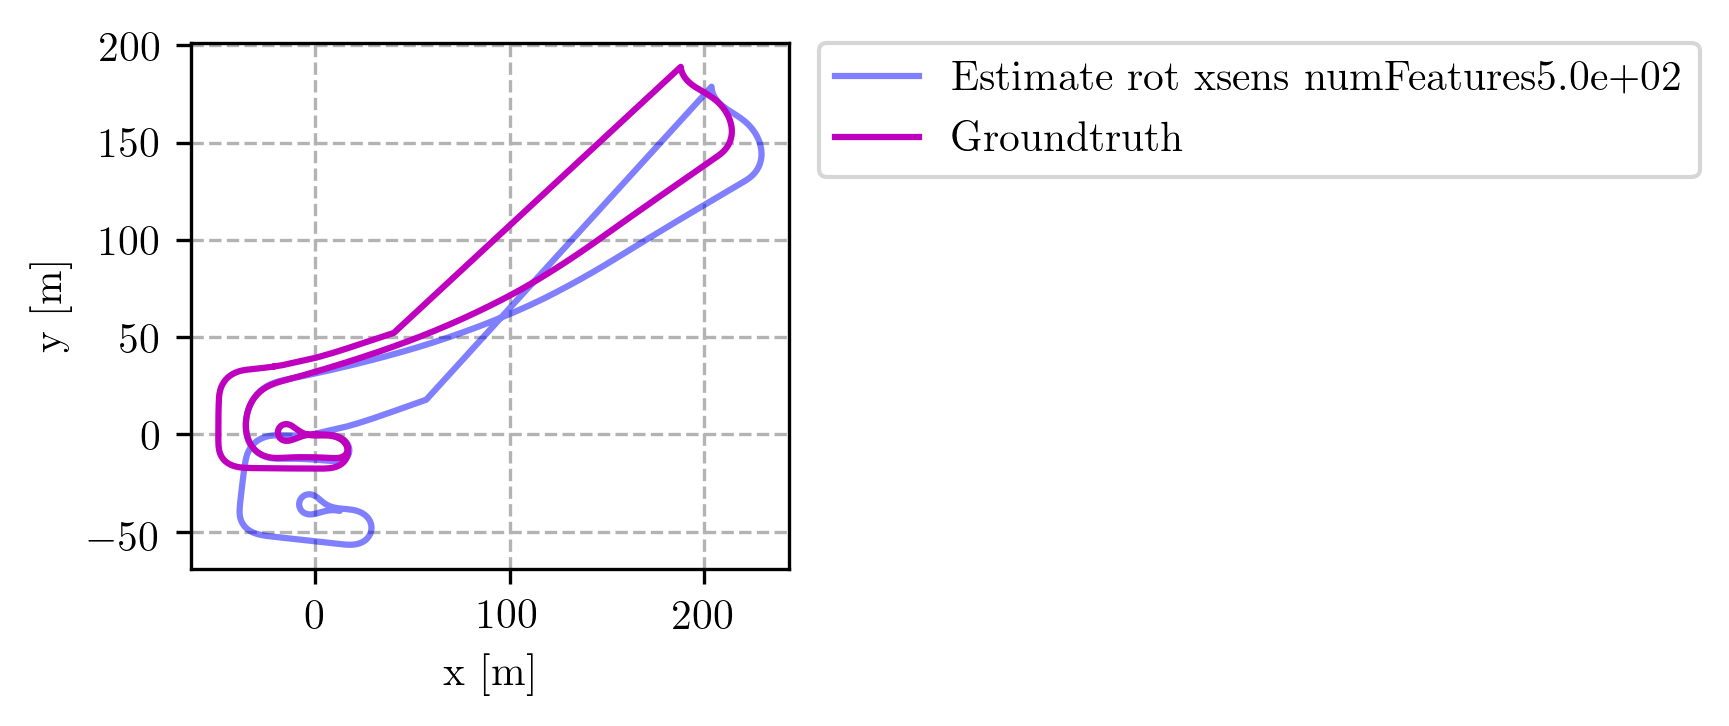 200
150
100
50
0
−50
y [m]
0
100
200
x [m]
Estimate rot xsens numFeatures5.0e+02
Groundtruth